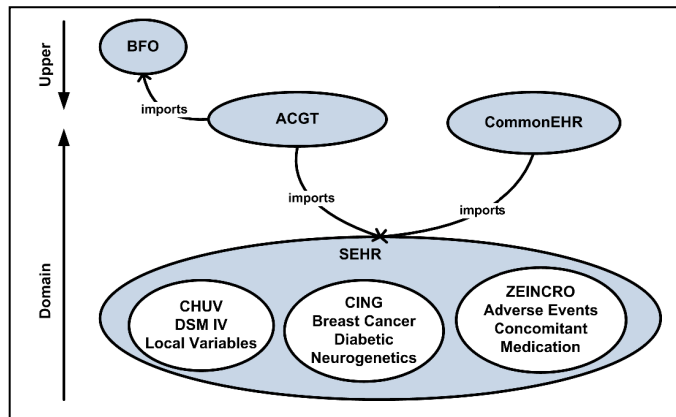 Upper
BFO
imports
ACGT
CommonEHR
imports
imports
Domain
SEHR
CHUV
DSM IV
Local Variables
CING
Breast Cancer
Diabetic
Neurogenetics
ZEINCRO
Adverse Events
Concomitant
Medication